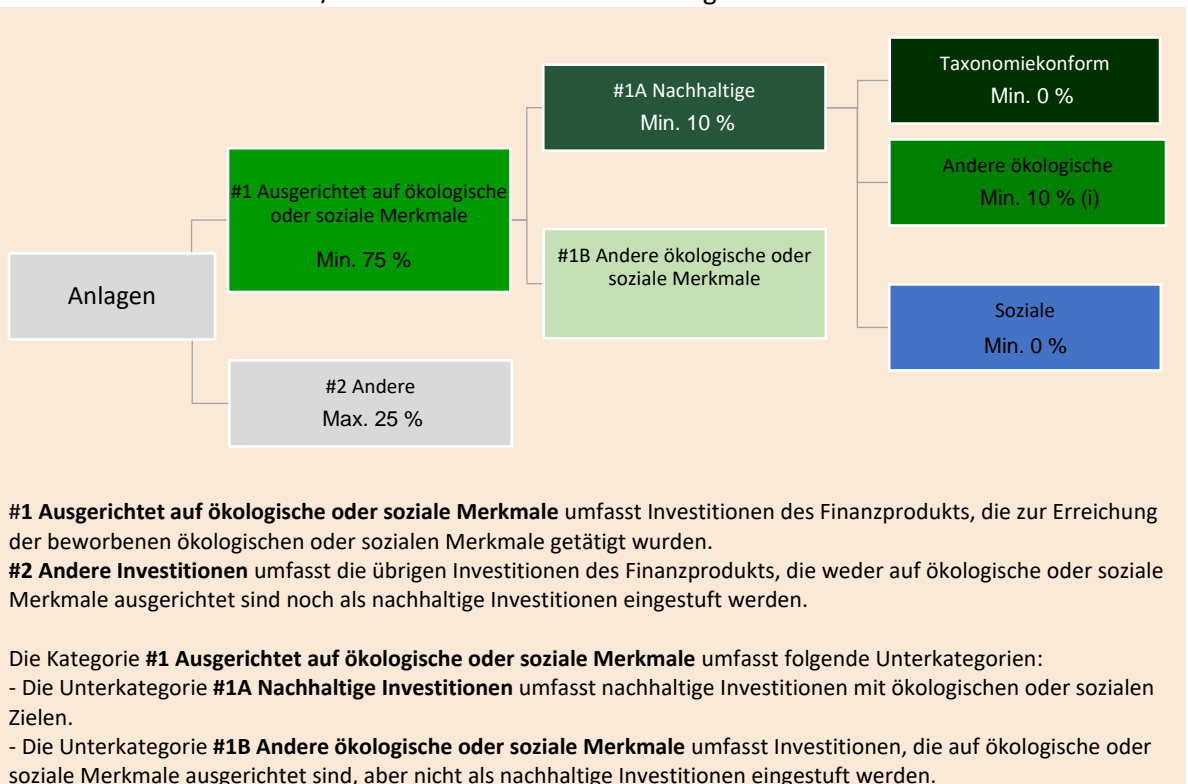 Taxonomiekonform
Min. 0 %
#1A Nachhaltige
Min. 10 %
Andere ökologische
Min. 10 % (i)
#1 Ausgerichtet auf ökologische
oder soziale Merkmale
Min. 75 %
#1B Andere ökologische oder
soziale Merkmale
Anlagen
Soziale
Min. 0 %
#2 Andere
Max. 25 %
#1 Ausgerichtet auf ökologische oder soziale Merkmale umfasst Investitionen des Finanzprodukts, die zur Erreichung
der beworbenen ökologischen oder sozialen Merkmale getätigt wurden.
#2 Andere Investitionen umfasst die übrigen Investitionen des Finanzprodukts, die weder auf ökologische oder soziale
Merkmale ausgerichtet sind noch als nachhaltige Investitionen eingestuft werden.
Die Kategorie #1 Ausgerichtet auf ökologische oder soziale Merkmale umfasst folgende Unterkategorien:
- Die Unterkategorie #1A Nachhaltige Investitionen umfasst nachhaltige Investitionen mit ökologischen oder sozialen
Zielen.
- Die Unterkategorie #1B Andere ökologische oder soziale Merkmale umfasst Investitionen, die auf ökologische oder
soziale Merkmale ausgerichtet sind, aber nicht als nachhaltige Investitionen eingestuft werden.